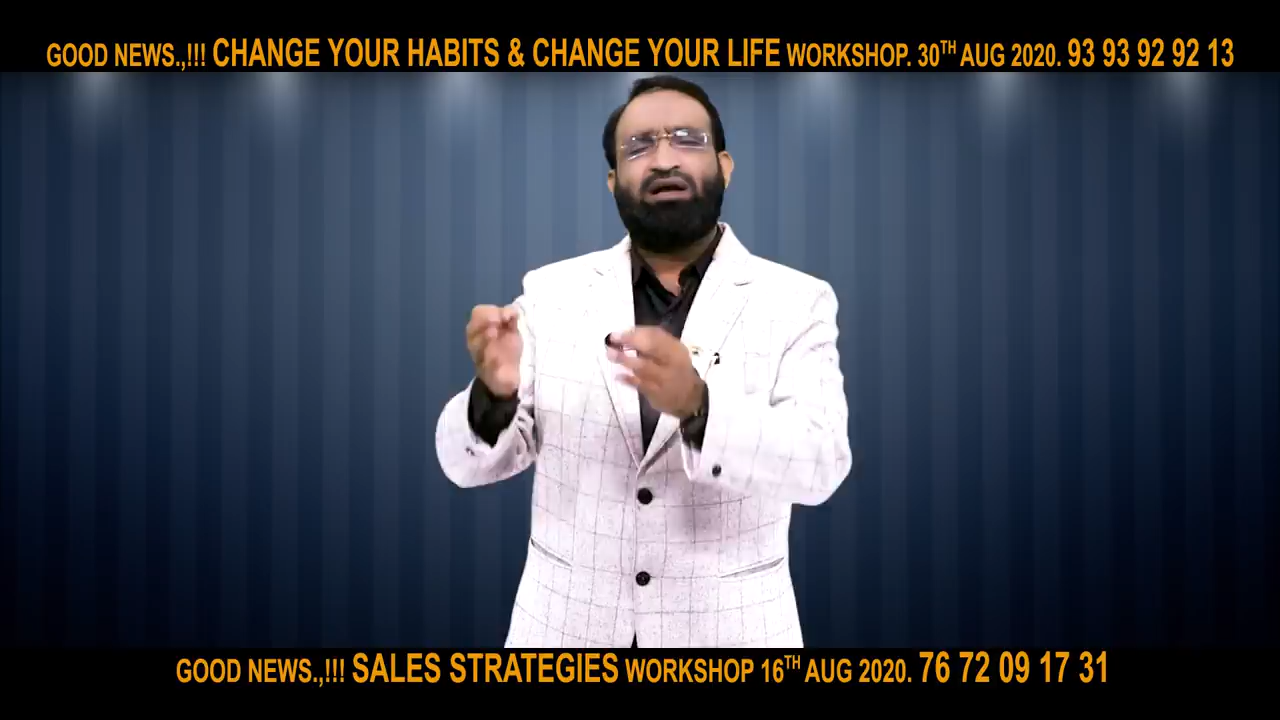 GOOD NEWS.,!!! CHANGE YOUR HABITS & CHANGE YOUR LIFE WORKSHOP. 30TH AUG 2020. 93 93 92 92 13
GOOD NEWS.,!!! SALES STRATEGIES WORKSHOP 16TH AUG 2020. 76 72 09 17 31